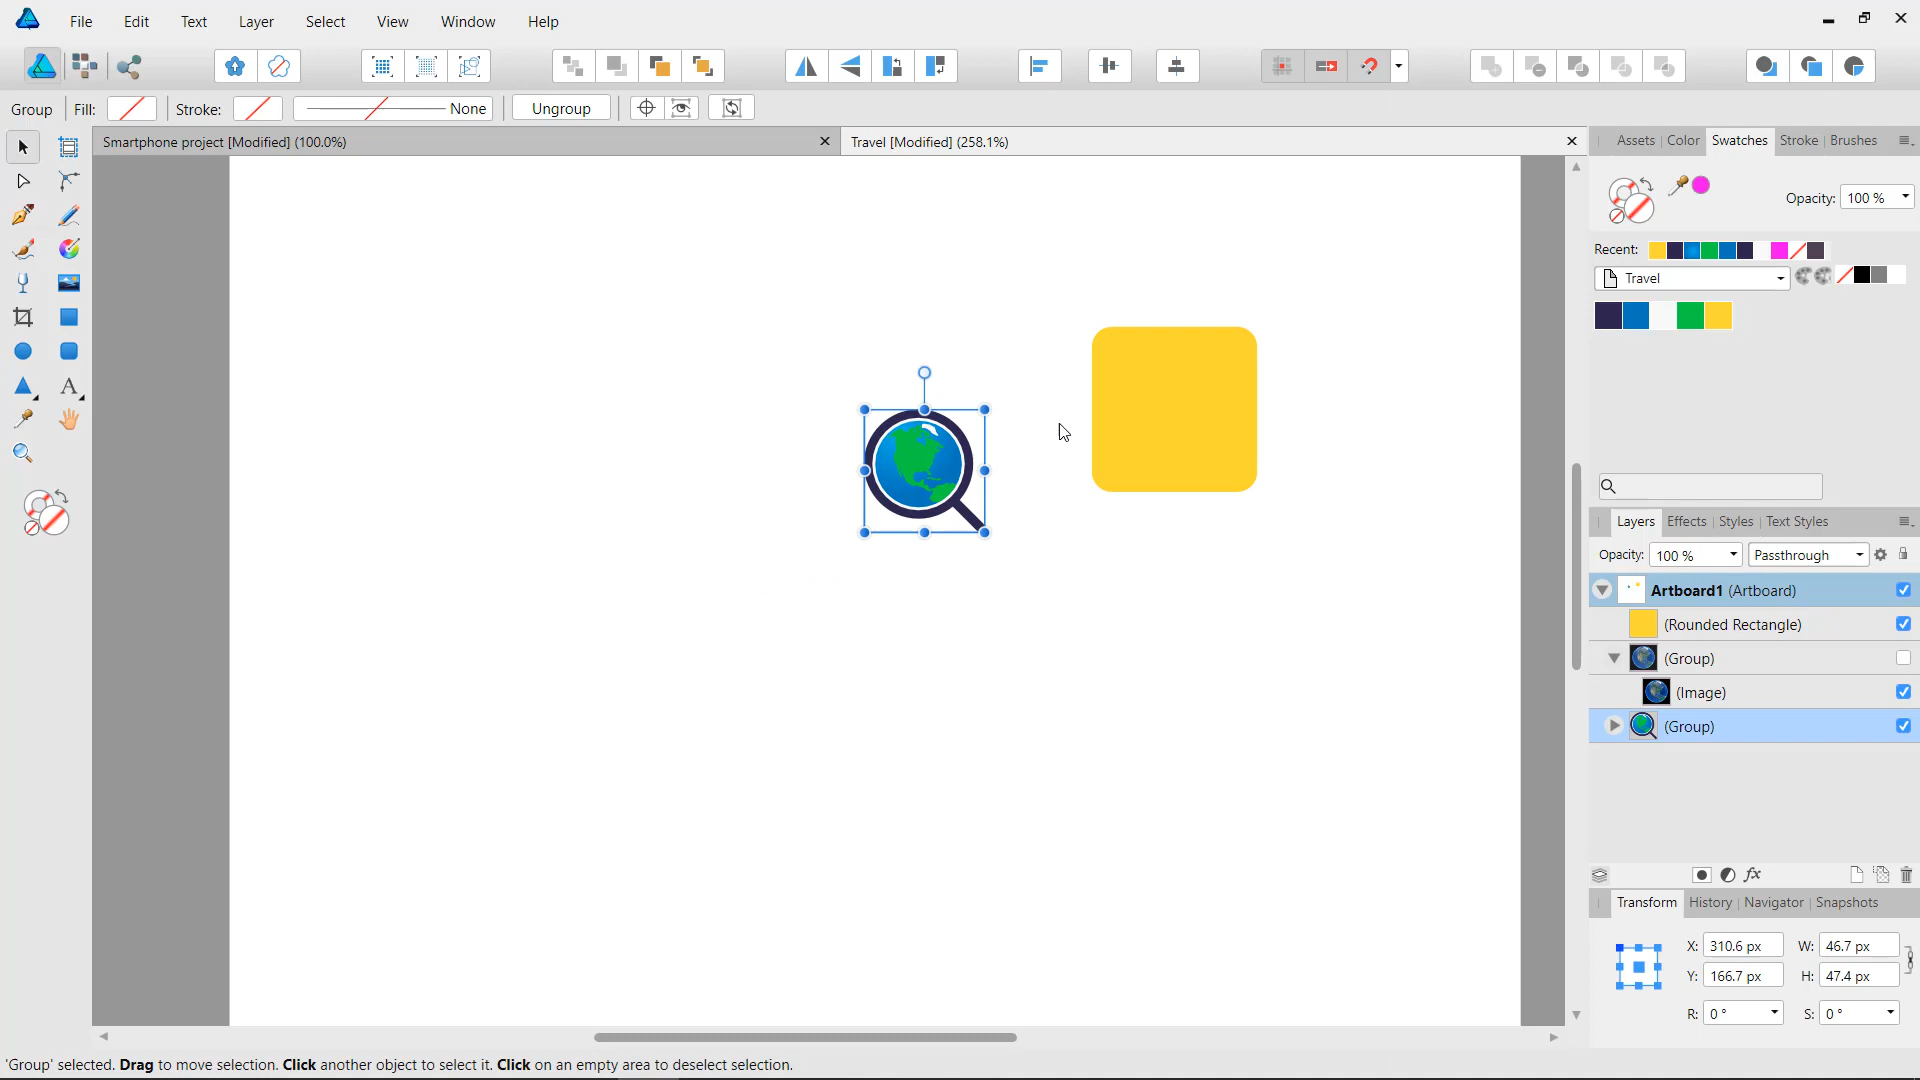 File Edit Text Layer Select View Window Help
Group Fill: Stroke: None Ungroup
Smartphone project [Modified] (100.0%)
Travel [Modified] (258.1%)
Assets Color Swatches Stroke Brushes
Opacity: 100 %
Recent:
Travel
Layers Effects Styles Text Styles
Opacity: 100 % Passthrough
Artboard1 (Artboard)
(Rounded Rectangle)
(Group)
(Image)
(Group)
Transform History Navigator Snapshots
X: 310.6 px W: 46.7 px
Y: 166.7 px H: 47.4 px
R: 0 ° S: 0 °
'Group' selected. Drag to move selection. Click another object to select it. Click on an empty area to deselect selection.